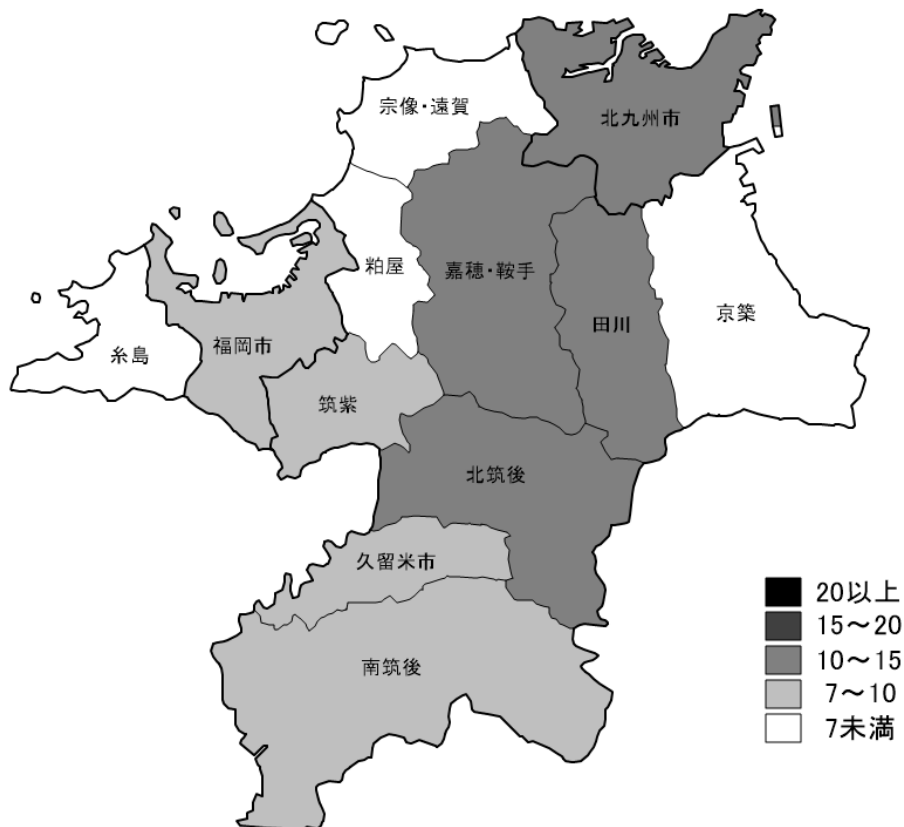 宗像・遠賀
北九州市
粕屋
嘉穂・鞍手
田川
京築
糸島
福岡市
筑紫
北筑後
久留米市
南筑後
20以上
15～20
10～15
7～10
7未満